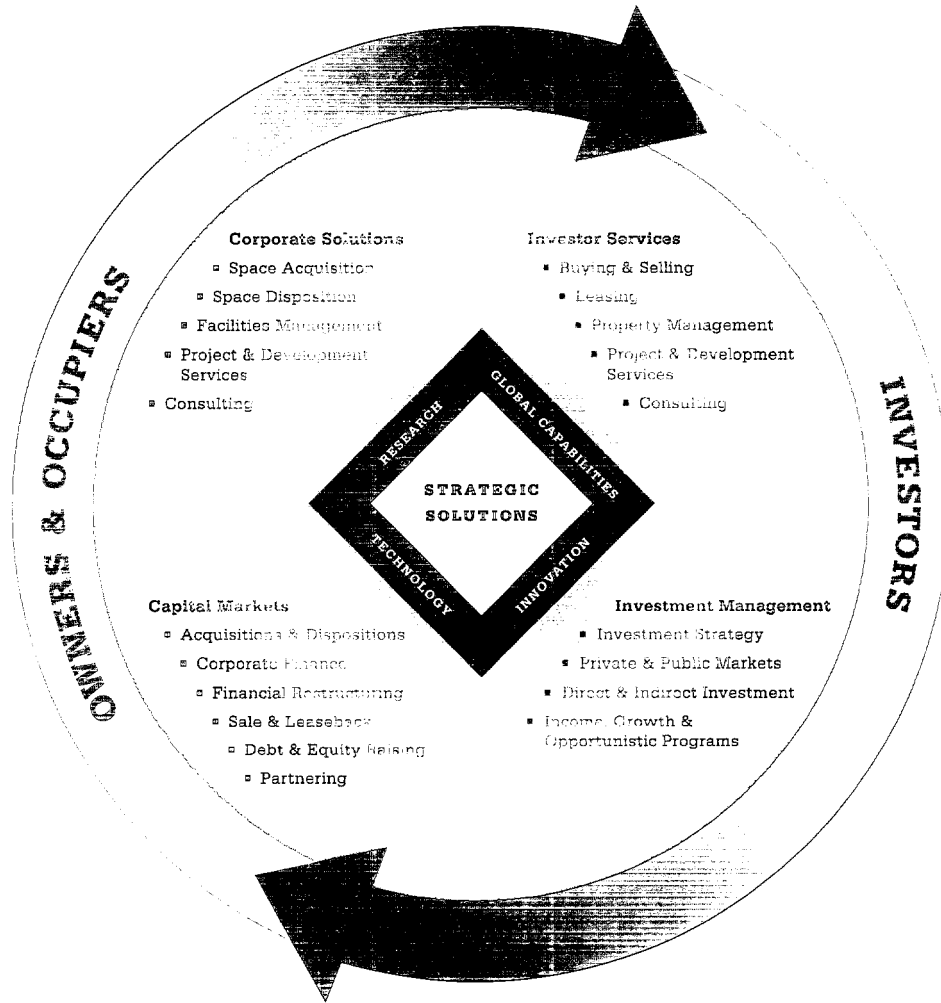 OWNERS & OCCUPIERS
Corporate Solutions
Space Acquisition
Space Disposition
Facilities Management
Project & Development
Services
Consulting
Investor Services
Buying & Selling
Leasing
Property Management
Project & Development
Services
Consulting
RESEARCH
GLOBAL CAPABILITIES
STRATEGIC
SOLUTIONS
TECHNOLOGY
INNOVATION
INVESTORS
Capital Markets
Acquisitions & Dispositions
Corporate Finance
Financial Restructuring
Sale & Leaseback
Debt & Equity Raising
Partnering
Investment Management
Investment Strategy
Private & Public Markets
Direct & Indirect Investment
Income, Growth &
Opportunistic Programs